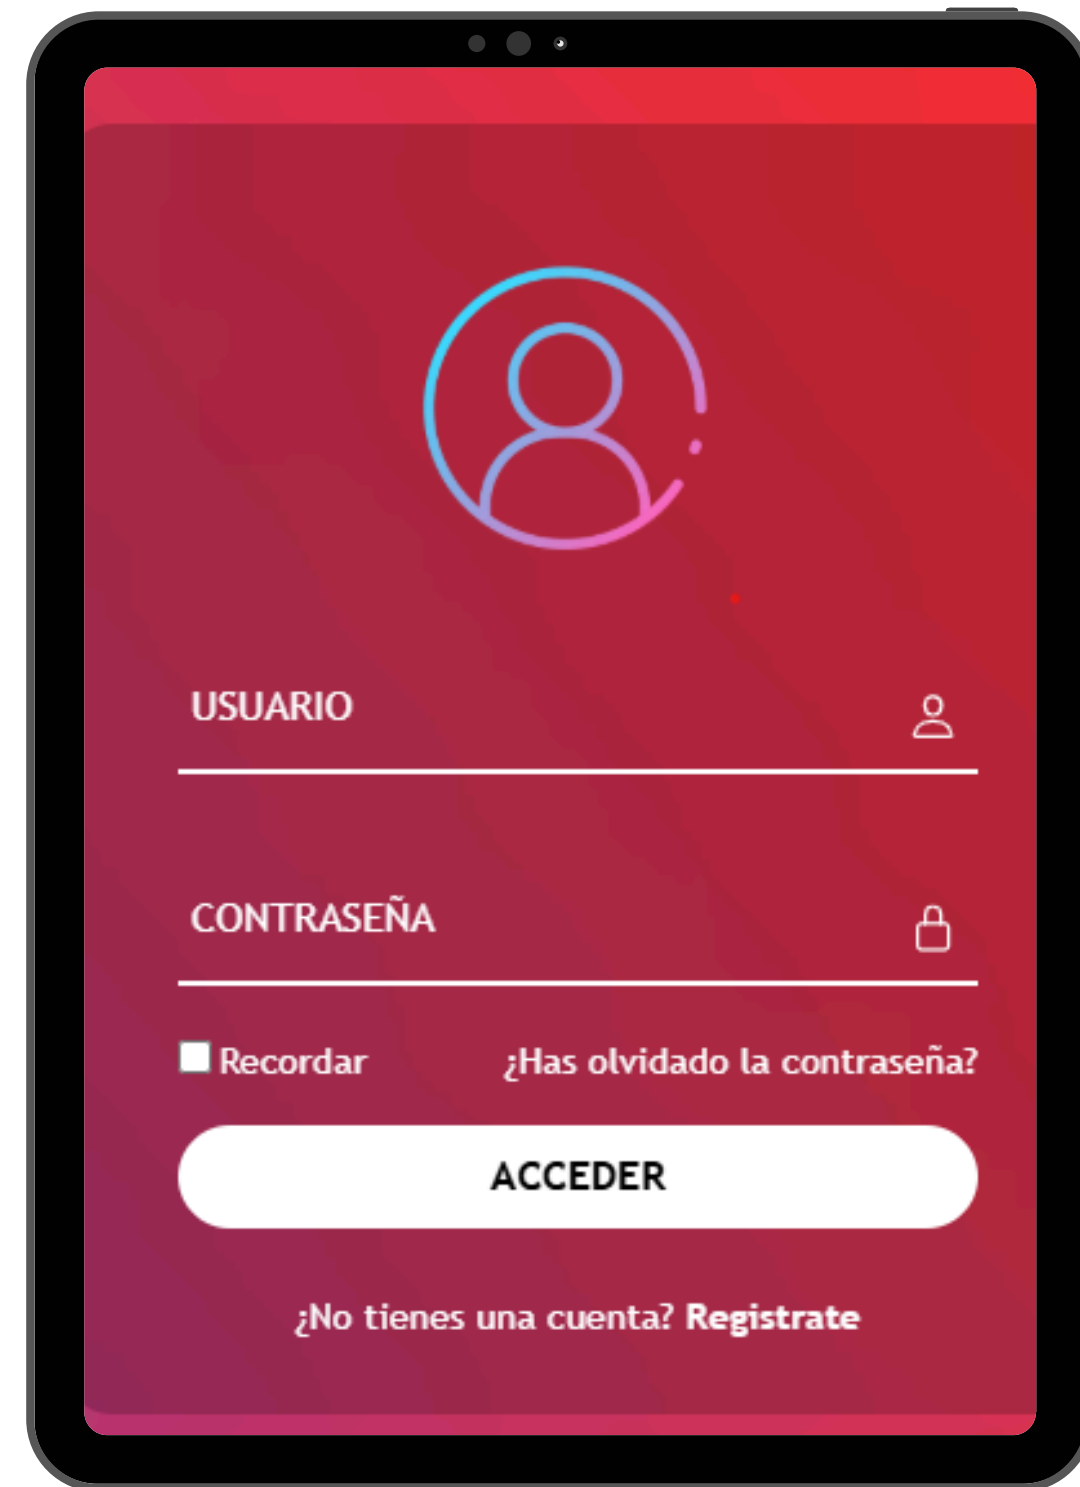 USUARIO
CONTRASEÑA
Recordar ¿Has olvidado la contraseña?
ACCEDER
¿No tienes una cuenta? Registrate